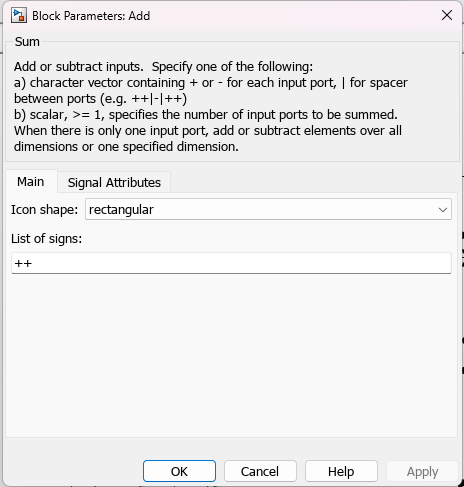 Block Parameters: Add
Sum
Add or subtract inputs.  Specify one of the following:
a) character vector containing + or - for each input port, | for spacer
between ports (e.g. ++|-|++)
b) scalar, >= 1, specifies the number of input ports to be summed.
When there is only one input port, add or subtract elements over all
dimensions or one specified dimension.
Main
Signal Attributes
Icon shape: rectangular
List of signs:
++
OK
Cancel
Help
Apply